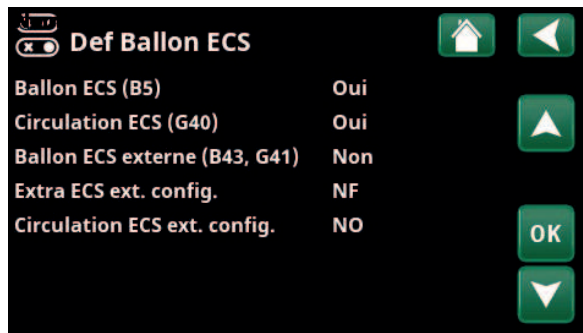 Def Ballon ECS
Ballon ECS (B5) Oui
Circulation ECS (G40) Oui
Ballon ECS externe (B43, G41) Non
Extra ECS ext. config. NF
Circulation ECS ext. config. NO
OK